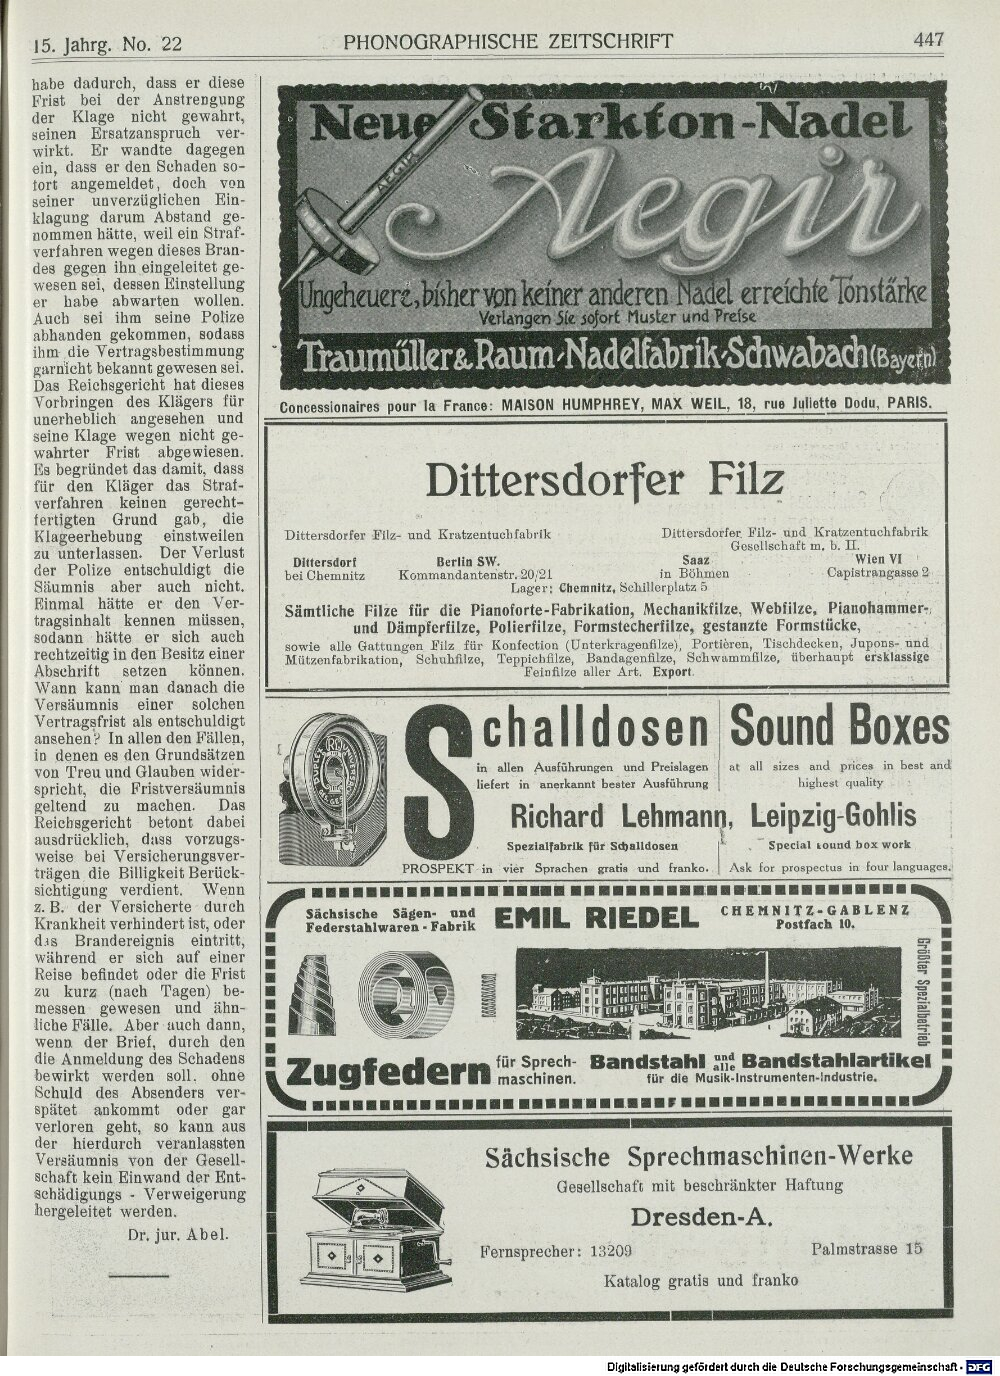 15. Jahrg. No. 22
PHONOGRAPHISCHE ZEITSCHRIFT
447
habe dadurch, dass er diese
Frist bei der Anstrengung
der Klage nicht gewahrt,
seinen Ersatzanspruch ver-
wirkt. Er wandte dagegen
ein, dass er den Schaden so-
fort angemeldet, doch von
seiner unverzüglichen Ein-
klagung darum Abstand ge-
nommen hätte, weil ein Straf-
verfahren wegen dieses Bran-
des gegen ihn eingeleitet ge-
wesen sei, dessen Einstellung
er habe abwarten wollen.
Auch sei ihm seine Polize
abhanden gekommen, sodass
ihm die Vertragsbestimmung
garnicht bekannt gewesen sei.
Das Reichsgericht hat dieses
Vorbringen des Klägers für
unerheblich angesehen und
seine Klage wegen nicht ge-
wahrter Frist abgewiesen.
Es begründet das damit, dass
für den Kläger das Straf-
verfahren keinen gerecht-
fertigten Grund gab, die
Klageerhebung einstweilen
zu unterlassen. Der Verlust
der Polize entschuldigt die
Säumnis aber auch nicht.
Einmal hätte er den Ver-
tragsinhalt kennen müssen,
sodann hätte er sich auch
rechtzeitig in den Besitz einer
Abschrift setzen können.
Wann kann man danach die
Versäumnis einer solchen
Vertragsfrist als entschuldigt
ansehen? In allen den Fällen,
in denen es den Grundsätzen
von Treu und Glauben wider-
spricht, die Fristversäumnis
geltend zu machen. Das
Reichsgericht betont dabei
ausdrücklich, dass vorzugs-
weise bei Versicherungsver-
trägen die Billigkeit Berück-
sichtigung verdient. Wenn
z. B. der Versicherte durch
Krankheit verhindert ist, oder
das Brandereignis eintritt,
während er sich auf einer
Reise befindet oder die Frist
zu kurz (nach Tagen) be-
messen gewesen und ähn-
liche Fälle. Aber auch dann,
wenn der Brief, durch den
die Anmeldung des Schadens
bewirkt werden soll, ohne
Schuld des Absenders ver-
spätet ankommt oder gar
verloren geht, so kann aus
der hierdurch veranlassten
Versäumnis von der Gesell-
schaft kein Einwand der Ent-
schädigungs - Verweigerung
hergeleitet werden.
Dr. jur. Abel.
Neue Starkton-Nadel
AEGIR
Aegir
Ungeheuere, bisher von keiner anderen Nadel erreichte Tonstärke
Verlangen Sie sofort Muster und Preise
Traumüller & Raum-Nadelfabrik-Schwabach (Bayern)
Concessionaires pour la France: MAISON HUMPHREY, MAX WEIL, 18, rue Juliette Dodu, PARIS.
Dittersdorfer Filz
Dittersdorfer Filz- und Kratzentuchfabrik
Dittersdorfer Filz- und Kratzentuchfabrik
Gesellschaft m. b. H.
Dittersdorf Berlin SW. Saaz Wien VI
bei Chemnitz Kommandantenstr. 20/21 in Böhmen Capistrangasse 2
Lager: Chemnitz, Schillerplatz 5
Sämtliche Filze für die Pianoforte-Fabrikation, Mechanikfilze, Webfilze, Pianohammer-
und Dämpferfilze, Polierfilze, Formstecherfilze, gestanzte Formstücke,
sowie alle Gattungen Filz für Konfection (Unterkragenfilze), Portièren, Tischdecken, Jupons- und
Mützenfabrikation, Schuhfilze, Teppichfilze, Bandagenfilze, Schwammfilze, überhaupt erstklassige
Feinfilze aller Art. Export.
Schalldosen
in allen Ausführungen und Preislagen
liefert in anerkannt bester Ausführung
Sound Boxes
at all sizes and prices in best and
highest quality
Richard Lehmann, Leipzig-Gohlis
Spezialfabrik für Schalldosen
Special sound box work
PROSPEKT in vier Sprachen gratis und franko.
Ask for prospectus in four languages.
Sächsische Sägen- und
Federstahlwaren - Fabrik
EMIL RIEDEL
CHEMNITZ-GABLENZ
Postfach 10.
Größter Spezialbetrieb
Zugfedern für Sprech-
maschinen.
Bandstahl und alle Bandstahlartikel
für die Musik-Instrumenten-Industrie.
Sächsische Sprechmaschinen-Werke
Gesellschaft mit beschränkter Haftung
Dresden-A.
Fernsprecher: 13209
Palmstrasse 15
Katalog gratis und franko
Digitalisierung gefördert durch die Deutsche Forschungsgemeinschaft - DFG